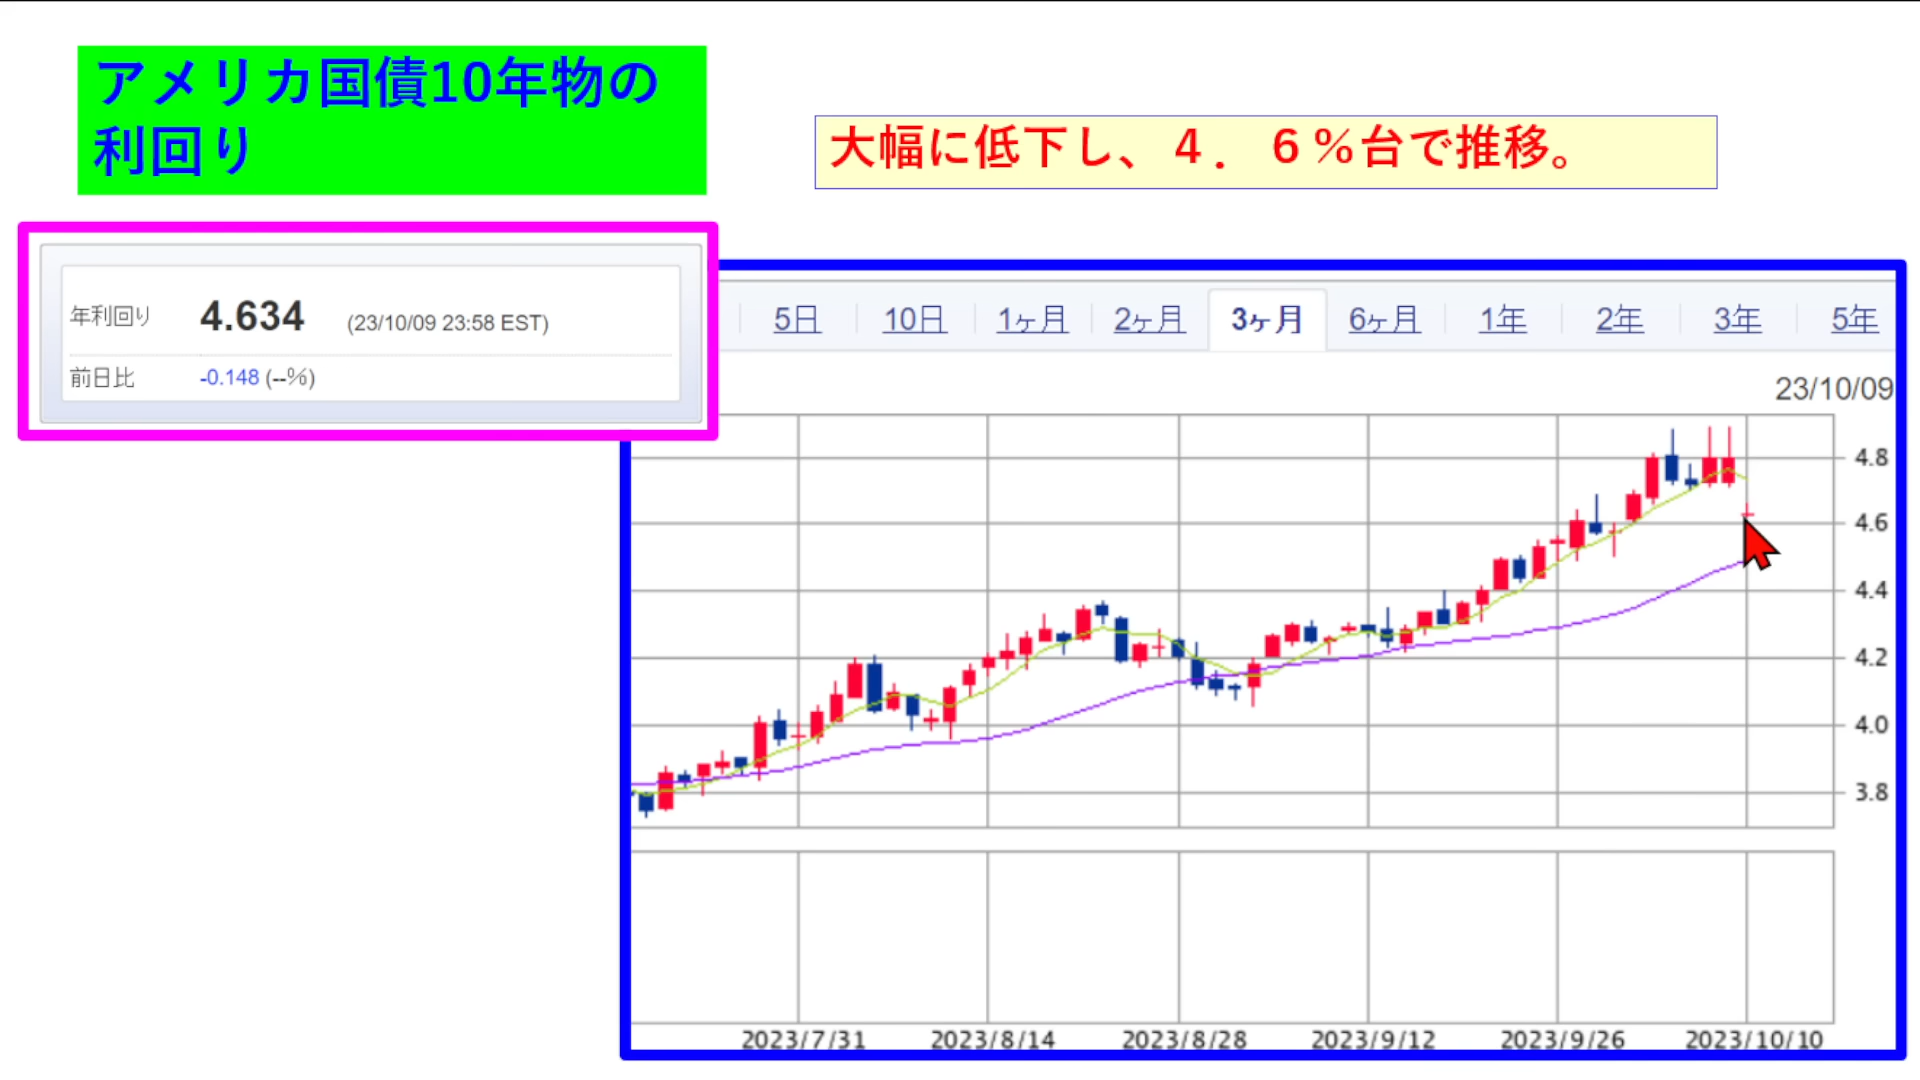 アメリカ国債10年物の
利回り
大幅に低下し、４．６％台で推移。
年利回り 4.634 (23/10/09 23:58 EST)
前日比 -0.148 (--%)
5日 10日 1ヶ月 2ヶ月 3ヶ月 6ヶ月 1年 2年 3年 5年
23/10/09
4.8
4.6
4.4
4.2
4.0
3.8
2023/7/31 2023/8/14 2023/8/28 2023/9/12 2023/9/26 2023/10/10